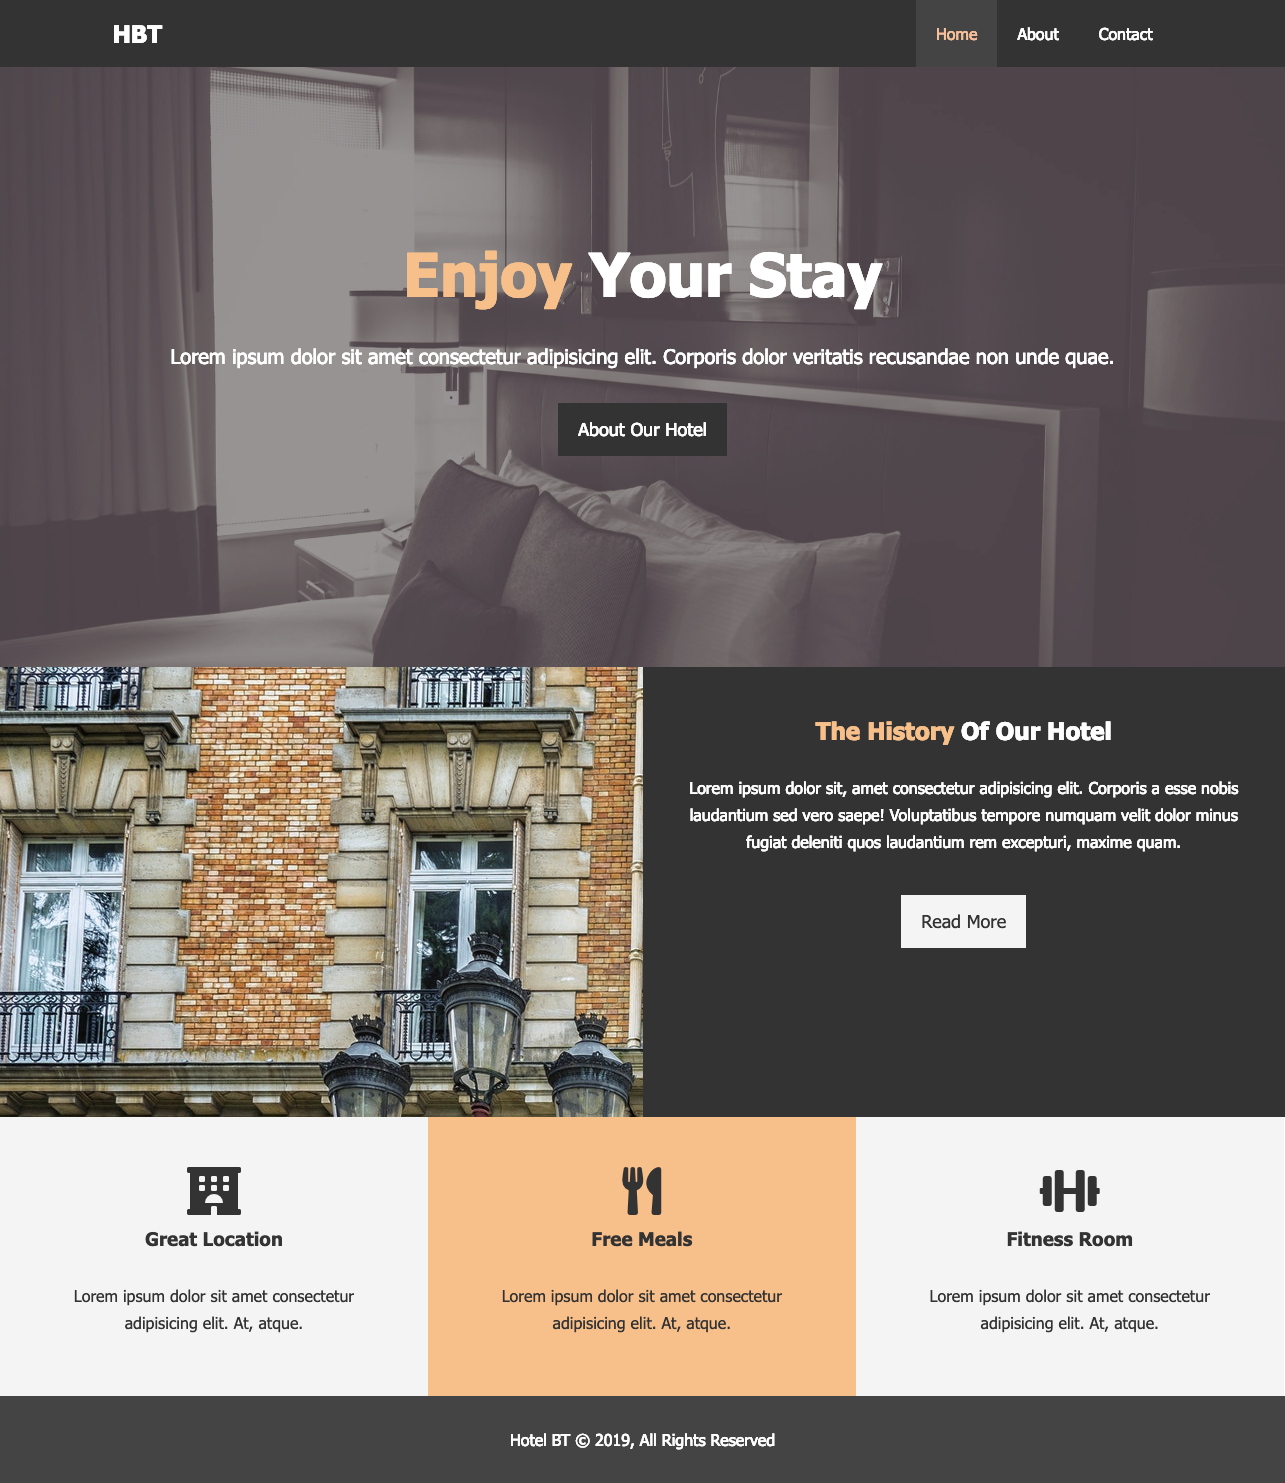 HBT
Home About Contact
Enjoy Your Stay
Lorem ipsum dolor sit amet consectetur adipisicing elit. Corporis dolor veritatis recusandae non unde quae.
About Our Hotel
The History Of Our Hotel
Lorem ipsum dolor sit, amet consectetur adipisicing elit. Corporis a esse nobis
laudantium sed vero saepe! Voluptatibus tempore numquam velit dolor minus
fugiat deleniti quos laudantium rem excepturi, maxime quam.
Read More
Great Location
Lorem ipsum dolor sit amet consectetur
adipisicing elit. At, atque.
Free Meals
Lorem ipsum dolor sit amet consectetur
adipisicing elit. At, atque.
Fitness Room
Lorem ipsum dolor sit amet consectetur
adipisicing elit. At, atque.
Hotel BT © 2019, All Rights Reserved